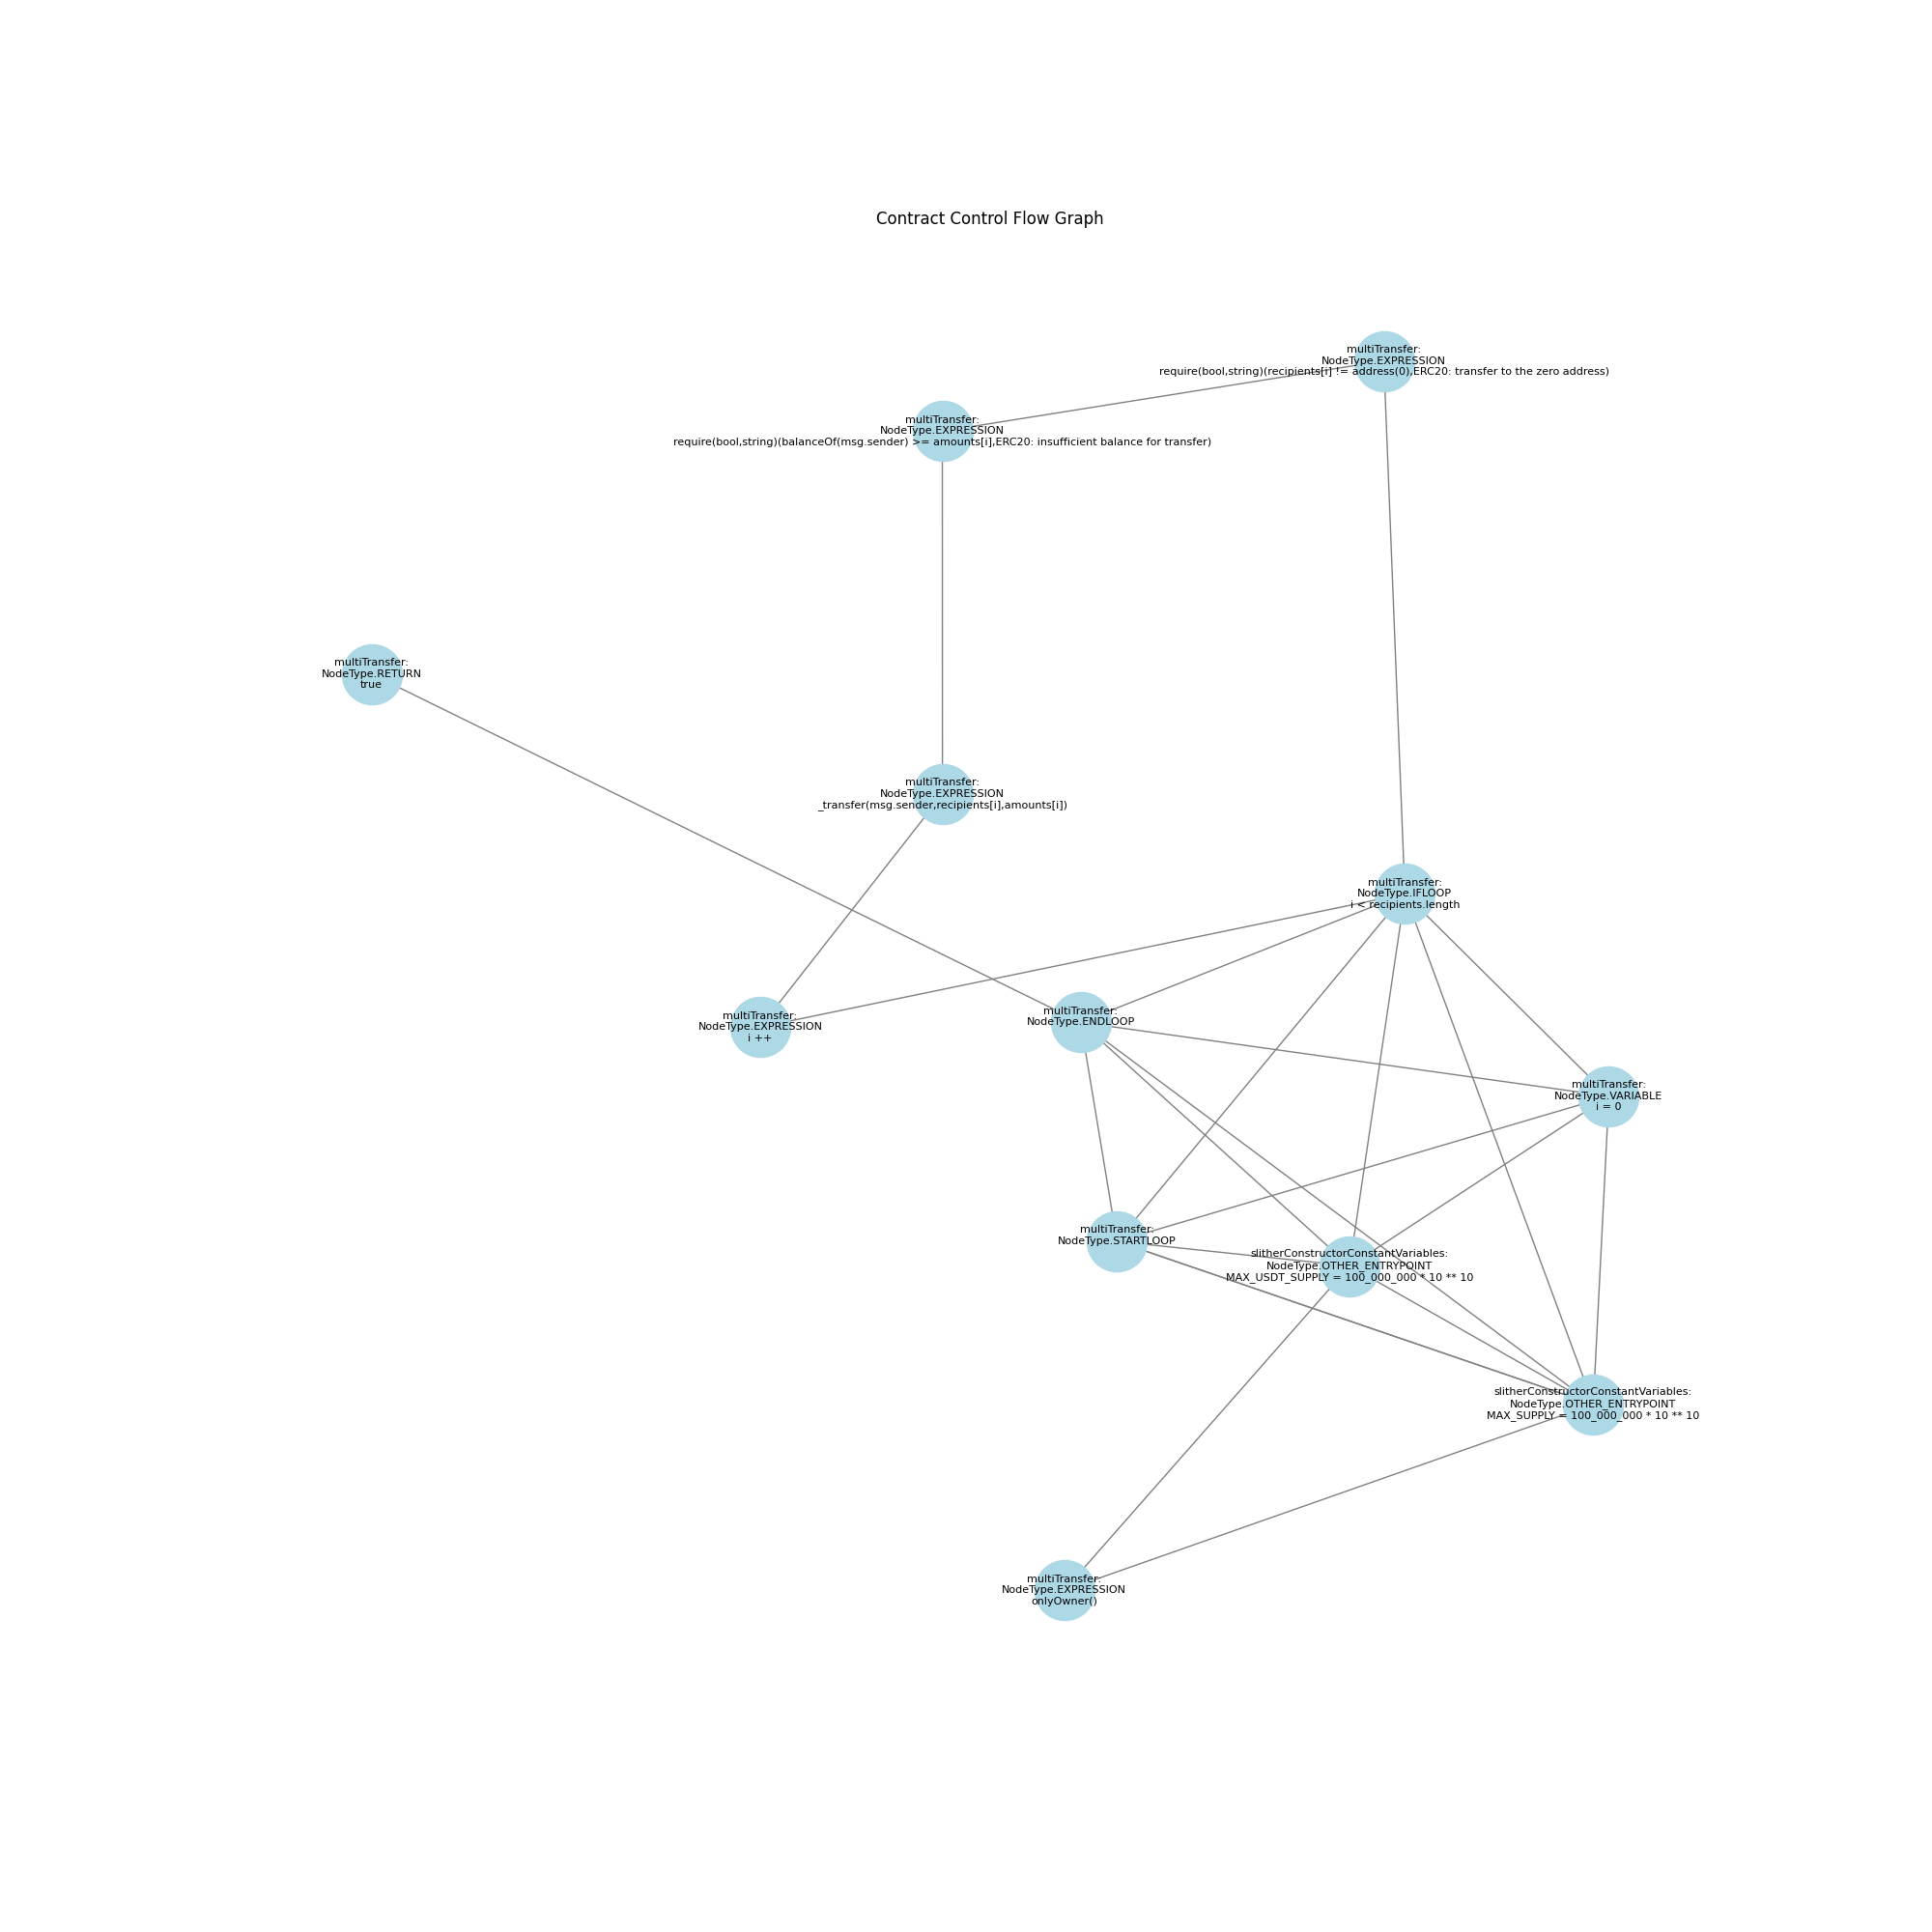 Contract Control Flow Graph
multiTransfer:
NodeType.EXPRESSION
require(bool,string)(recipients[i] != address(0),ERC20: transfer to the zero address)
multiTransfer:
NodeType.EXPRESSION
require(bool,string)(balanceOf(msg.sender) >= amounts[i],ERC20: insufficient balance for transfer)
multiTransfer:
NodeType.RETURN
true
multiTransfer:
NodeType.EXPRESSION
_transfer(msg.sender,recipients[i],amounts[i])
multiTransfer:
NodeType.IFLOOP
i < recipients.length
multiTransfer:
NodeType.ENDLOOP
multiTransfer:
NodeType.EXPRESSION
i ++
multiTransfer:
NodeType.VARIABLE
i = 0
multiTransfer:
NodeType.STARTLOOP
slitherConstructorConstantVariables:
NodeType.OTHER_ENTRYPOINT
MAX_USDT_SUPPLY = 100_000_000 * 10 ** 10
slitherConstructorConstantVariables:
NodeType.OTHER_ENTRYPOINT
MAX_SUPPLY = 100_000_000 * 10 ** 10
multiTransfer:
NodeType.EXPRESSION
onlyOwner()